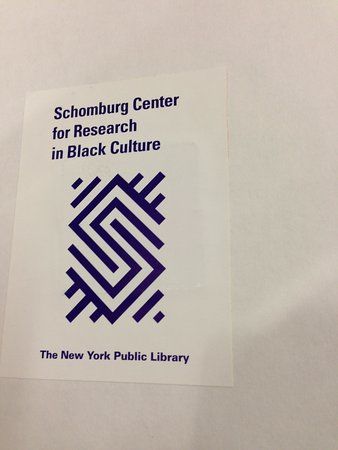 Schomburg Center
for Research
in Black Culture
The New York Public Library